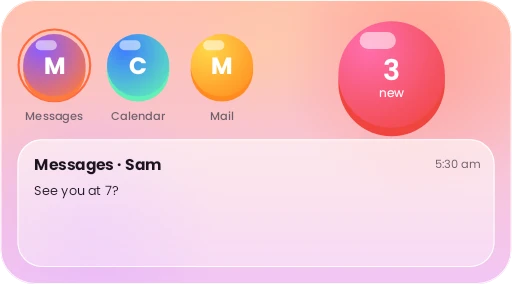 M
C
M
Messages
Calendar
Mail
3
new
Messages · Sam
5:30 am
See you at 7?